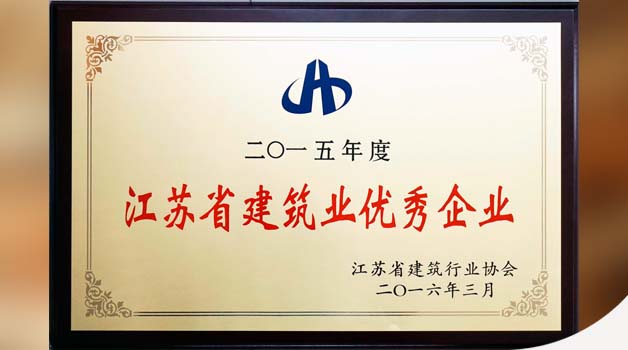 二〇一五年度
江苏省建筑业优秀企业
江苏省建筑行业协会
二〇一六年三月